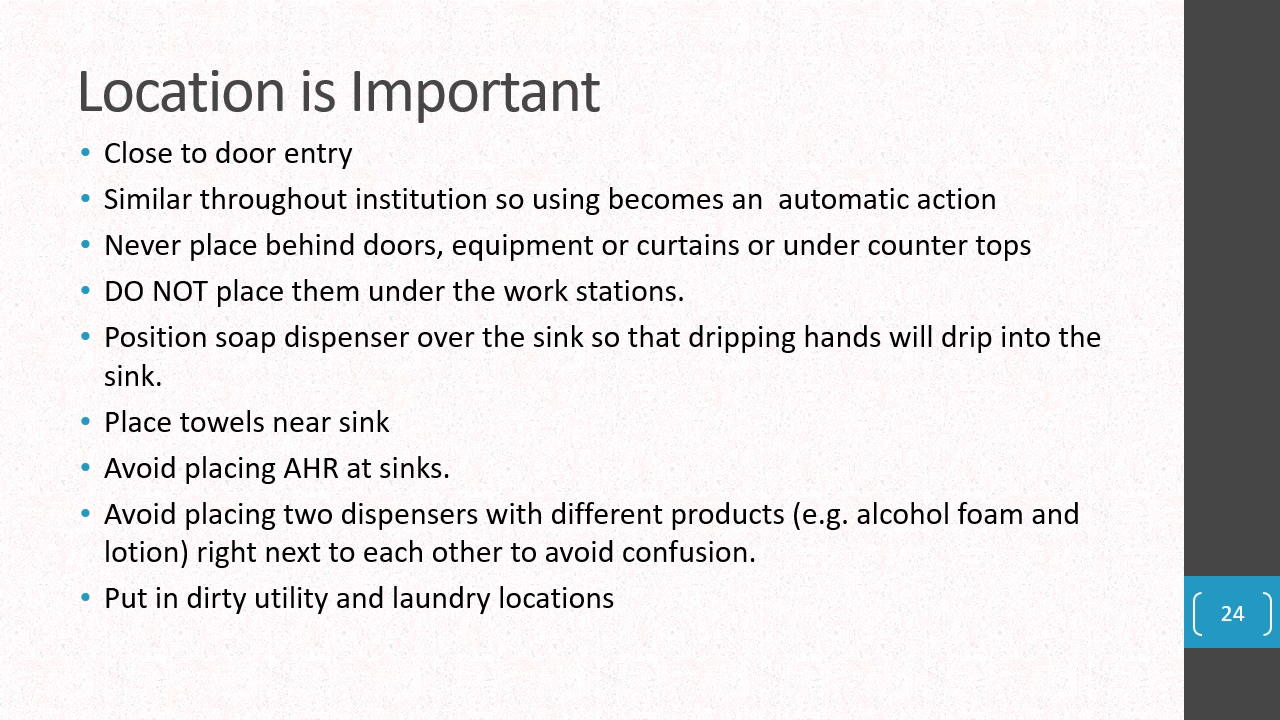 Location is Important
• Close to door entry
• Similar throughout institution so using becomes an  automatic action
• Never place behind doors, equipment or curtains or under counter tops
• DO NOT place them under the work stations.
• Position soap dispenser over the sink so that dripping hands will drip into the
sink.
• Place towels near sink
• Avoid placing AHR at sinks.
• Avoid placing two dispensers with different products (e.g. alcohol foam and
lotion) right next to each other to avoid confusion.
• Put in dirty utility and laundry locations
24